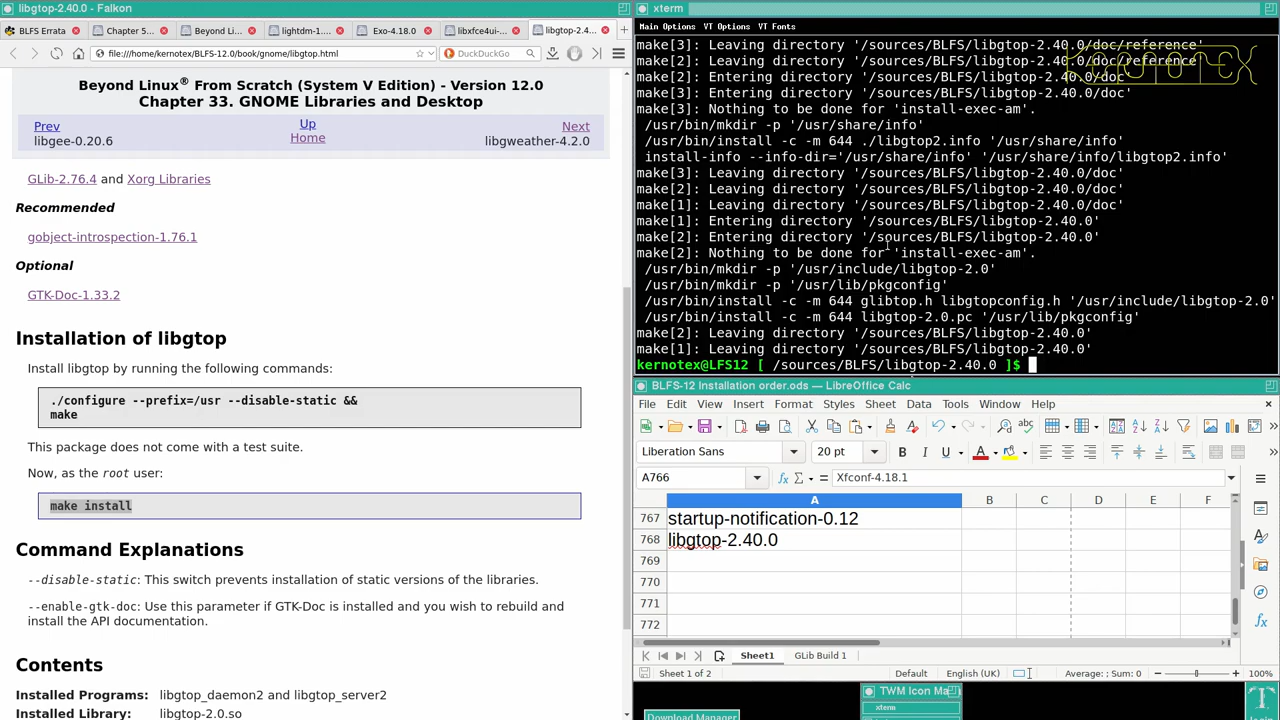 libgtop-2.40.0 - Falkon
BLFS Errata
Chapter 5....
Beyond L...
lightdm-1....
Exo-4.18.0
libxfce4ui-...
libgtop-2.4...
file:///home/kernotex/BLFS-12.0/book/gnome/libgtop.html
DuckDuckGo
Beyond Linux® From Scratch (System V Edition) - Version 12.0
Chapter 33. GNOME Libraries and Desktop
Prev Up Next
libgee-0.20.6 Home libgweather-4.2.0
GLib-2.76.4 and Xorg Libraries
Recommended
gobject-introspection-1.76.1
Optional
GTK-Doc-1.33.2
Installation of libgtop
Install libgtop by running the following commands:
./configure --prefix=/usr --disable-static &&
make
This package does not come with a test suite.
Now, as the root user:
make install
Command Explanations
--disable-static: This switch prevents installation of static versions of the libraries.
--enable-gtk-doc: Use this parameter if GTK-Doc is installed and you wish to rebuild and
install the API documentation.
Contents
Installed Programs: libgtop_daemon2 and libgtop_server2
Installed Library: libgtop-2.0.so
xterm
Main Options VT Options VT Fonts
make[3]: Leaving directory '/sources/BLFS/libgtop-2.40.0/doc/reference'
make[2]: Leaving directory '/sources/BLFS/libgtop-2.40.0/doc/reference'
make[2]: Entering directory '/sources/BLFS/libgtop-2.40.0/doc'
make[3]: Entering directory '/sources/BLFS/libgtop-2.40.0/doc'
make[3]: Nothing to be done for 'install-exec-am'.
/usr/bin/mkdir -p '/usr/share/info'
/usr/bin/install -c -m 644 ./libgtop2.info '/usr/share/info'
install-info --info-dir='/usr/share/info' '/usr/share/info/libgtop2.info'
make[3]: Leaving directory '/sources/BLFS/libgtop-2.40.0/doc'
make[2]: Leaving directory '/sources/BLFS/libgtop-2.40.0/doc'
make[1]: Leaving directory '/sources/BLFS/libgtop-2.40.0/doc'
make[1]: Entering directory '/sources/BLFS/libgtop-2.40.0'
make[2]: Entering directory '/sources/BLFS/libgtop-2.40.0'
make[2]: Nothing to be done for 'install-exec-am'.
/usr/bin/mkdir -p '/usr/include/libgtop-2.0'
/usr/bin/mkdir -p '/usr/lib/pkgconfig'
/usr/bin/install -c -m 644 glibtop.h libgtopconfig.h '/usr/include/libgtop-2.0'
/usr/bin/install -c -m 644 libgtop-2.0.pc '/usr/lib/pkgconfig'
make[2]: Leaving directory '/sources/BLFS/libgtop-2.40.0'
make[1]: Leaving directory '/sources/BLFS/libgtop-2.40.0'
kernotex@LFS12 [ /sources/BLFS/libgtop-2.40.0 ]$
KERNOTEX
BLFS-12 Installation order.ods — LibreOffice Calc
File Edit View Insert Format Styles Sheet Data Tools Window Help
Liberation Sans 20 pt
A766 Xfconf-4.18.1
A B C D E F
767 startup-notification-0.12
768 libgtop-2.40.0
769
770
771
772
Sheet1 GLib Build 1
Sheet 1 of 2 Default English (UK) Average: ; Sum: 0 100%
TWM Icon Ma
xterm
Download Manager